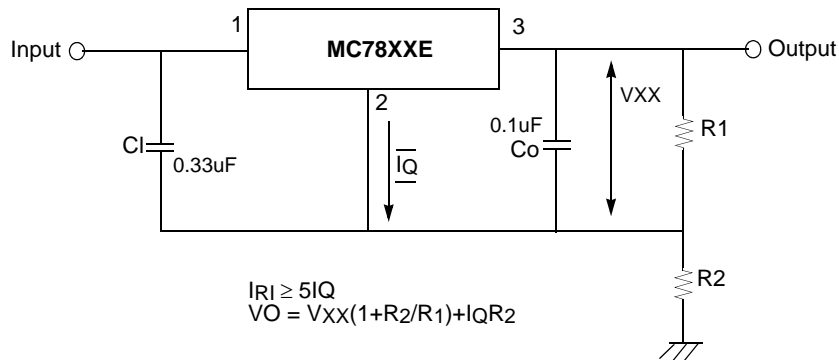 1
3
Input
MC78XXE
Output
2
VXX
0.1uF
R1
CI
IQ
Co
0.33uF
R2
IRI ≥ 5IQ
VO = VXX(1+R2/R1)+IQR2